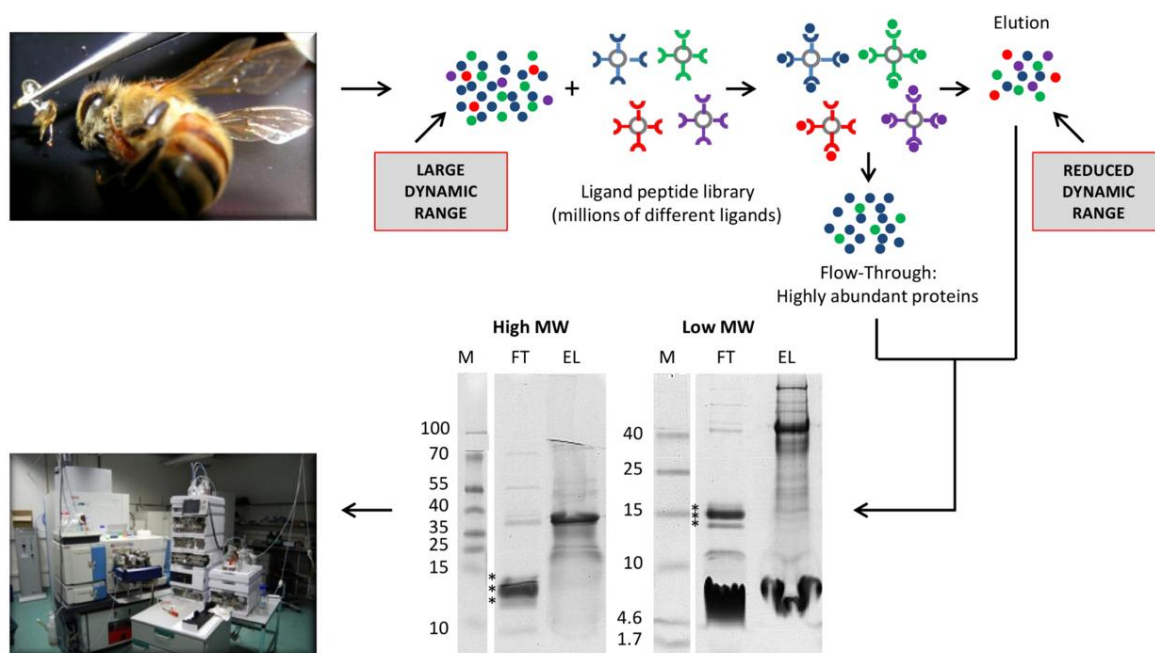 Elution
+
LARGE
DYNAMIC
RANGE
Ligand peptide library
(millions of different ligands)
REDUCED
DYNAMIC
RANGE
Flow-Through:
Highly abundant proteins
High MW
M FT EL
100
70
55
40
35
25
15
10
*
*
*
Low MW
M FT EL
40
25
15
10
4.6
1.7
*
*
*